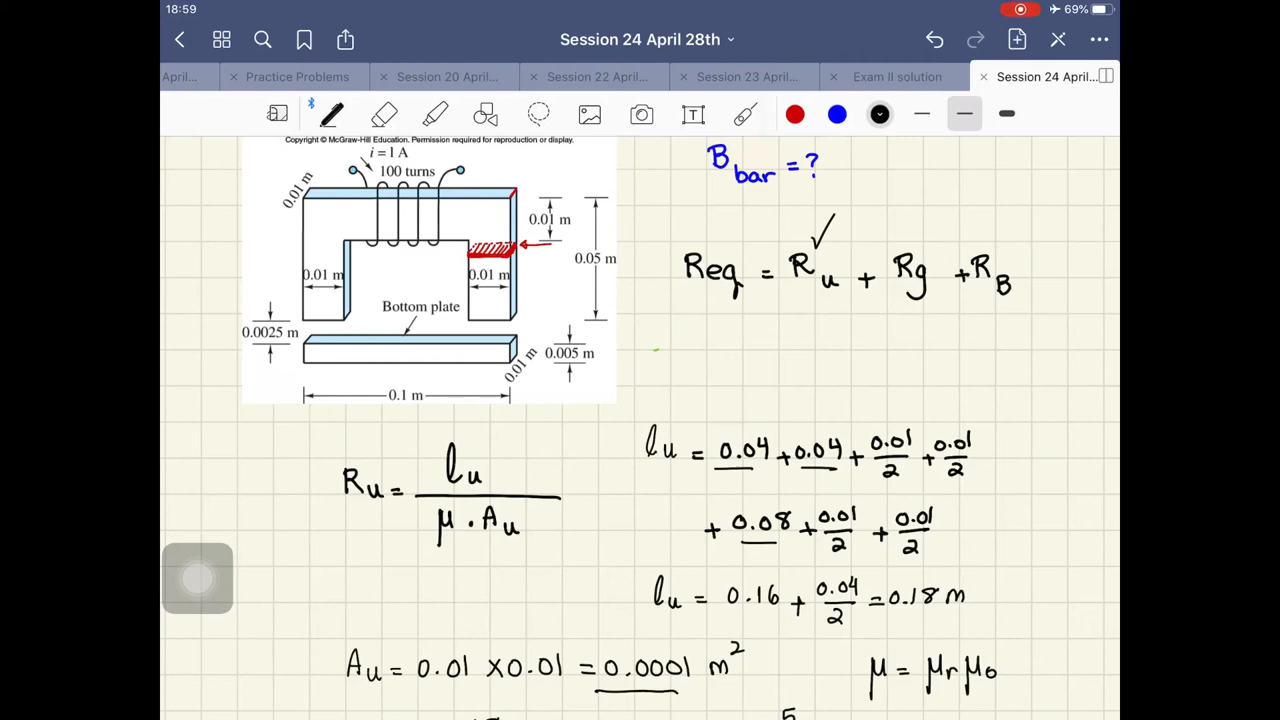 18:59
69%
Session 24 April 28th
April...
Practice Problems
Session 20 April...
Session 22 April...
Session 23 April...
Exam II solution
Session 24 April...
Copyright © McGraw-Hill Education. Permission required for reproduction or display.
i = 1 A
100 turns
0.01 m
0.01 m
0.05 m
0.01 m
0.01 m
Bottom plate
0.0025 m
0.005 m
0.01 m
0.1 m
B bar = ?
Req = Ru + Rg + RB
Ru = lu / μ . Au
lu = 0.04 + 0.04 + 0.01/2 + 0.01/2
+ 0.08 + 0.01/2 + 0.01/2
lu = 0.16 + 0.04/2 = 0.18 m
Au = 0.01 X 0.01 = 0.0001 m²
μ = μr μ0
5